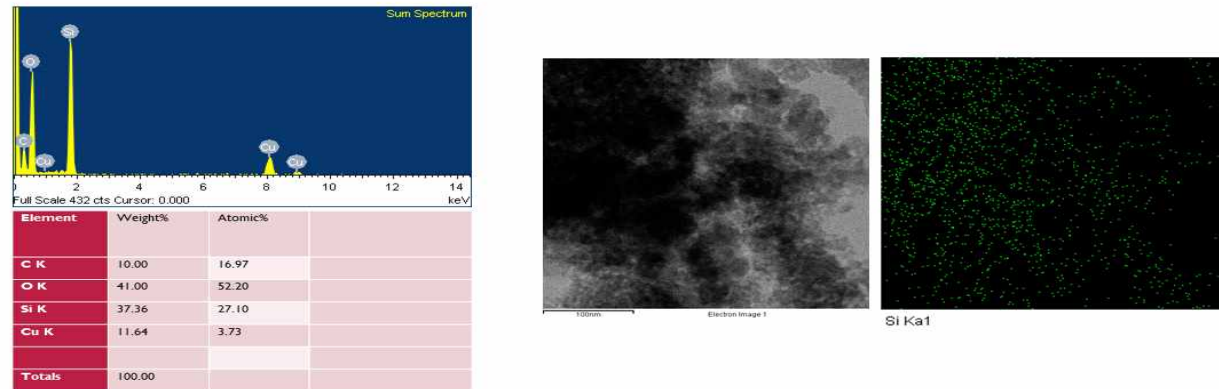 Sum Spectrum
Si
O
C
Cu
Cu
Cu
0 2 4 6 8 10 12 14
Full Scale 432 cts Cursor: 0.000 keV
Element Weight% Atomic%
C K 10.00 16.97
O K 41.00 52.20
Si K 37.36 27.10
Cu K 11.64 3.73
Totals 100.00
100nm Electron Image 1
Si Ka1